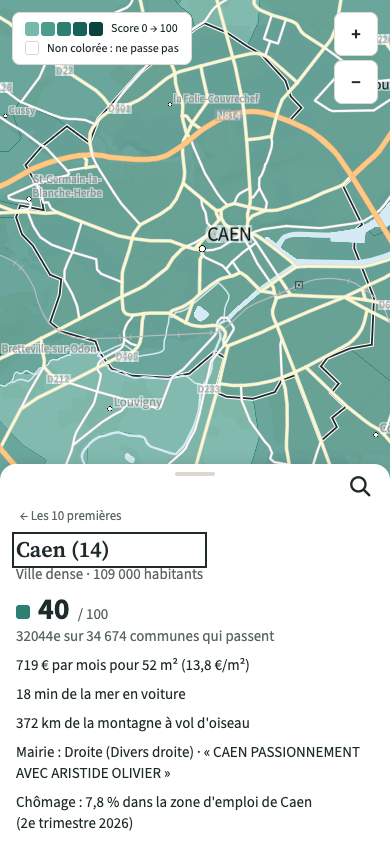 Score 0 → 100
Non colorée : ne passe pas
+
−
D22
D401
la Folie-Couvrechef
N814
Cussy
St-Germain-la-
Blanche-Herbe
CAEN
Bretteville-sur-Odon
D405
D212
D233
Louvigny
← Les 10 premières
Caen (14)
Ville dense · 109 000 habitants
40 / 100
32044e sur 34 674 communes qui passent
719 € par mois pour 52 m² (13,8 €/m²)
18 min de la mer en voiture
372 km de la montagne à vol d'oiseau
Mairie : Droite (Divers droite) · « CAEN PASSIONNEMENT
AVEC ARISTIDE OLIVIER »
Chômage : 7,8 % dans la zone d'emploi de Caen
(2e trimestre 2026)